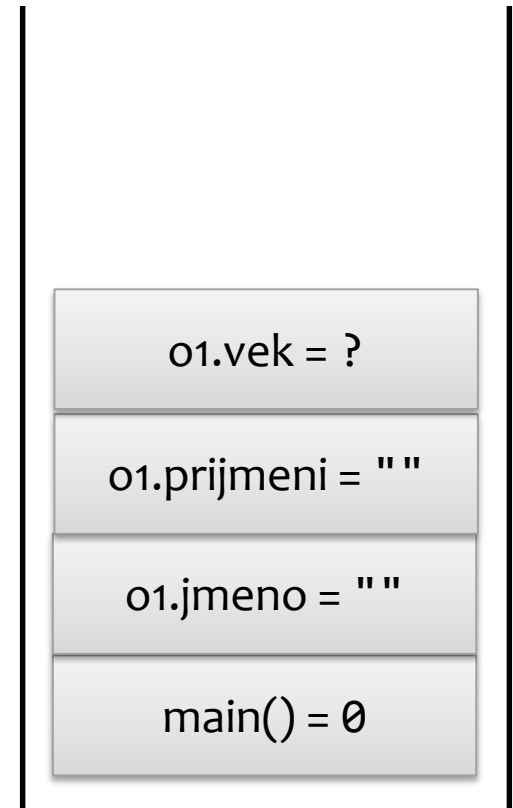 o1.vek = ?
o1.prijmeni = ""
o1.jmeno = ""
main() = 0